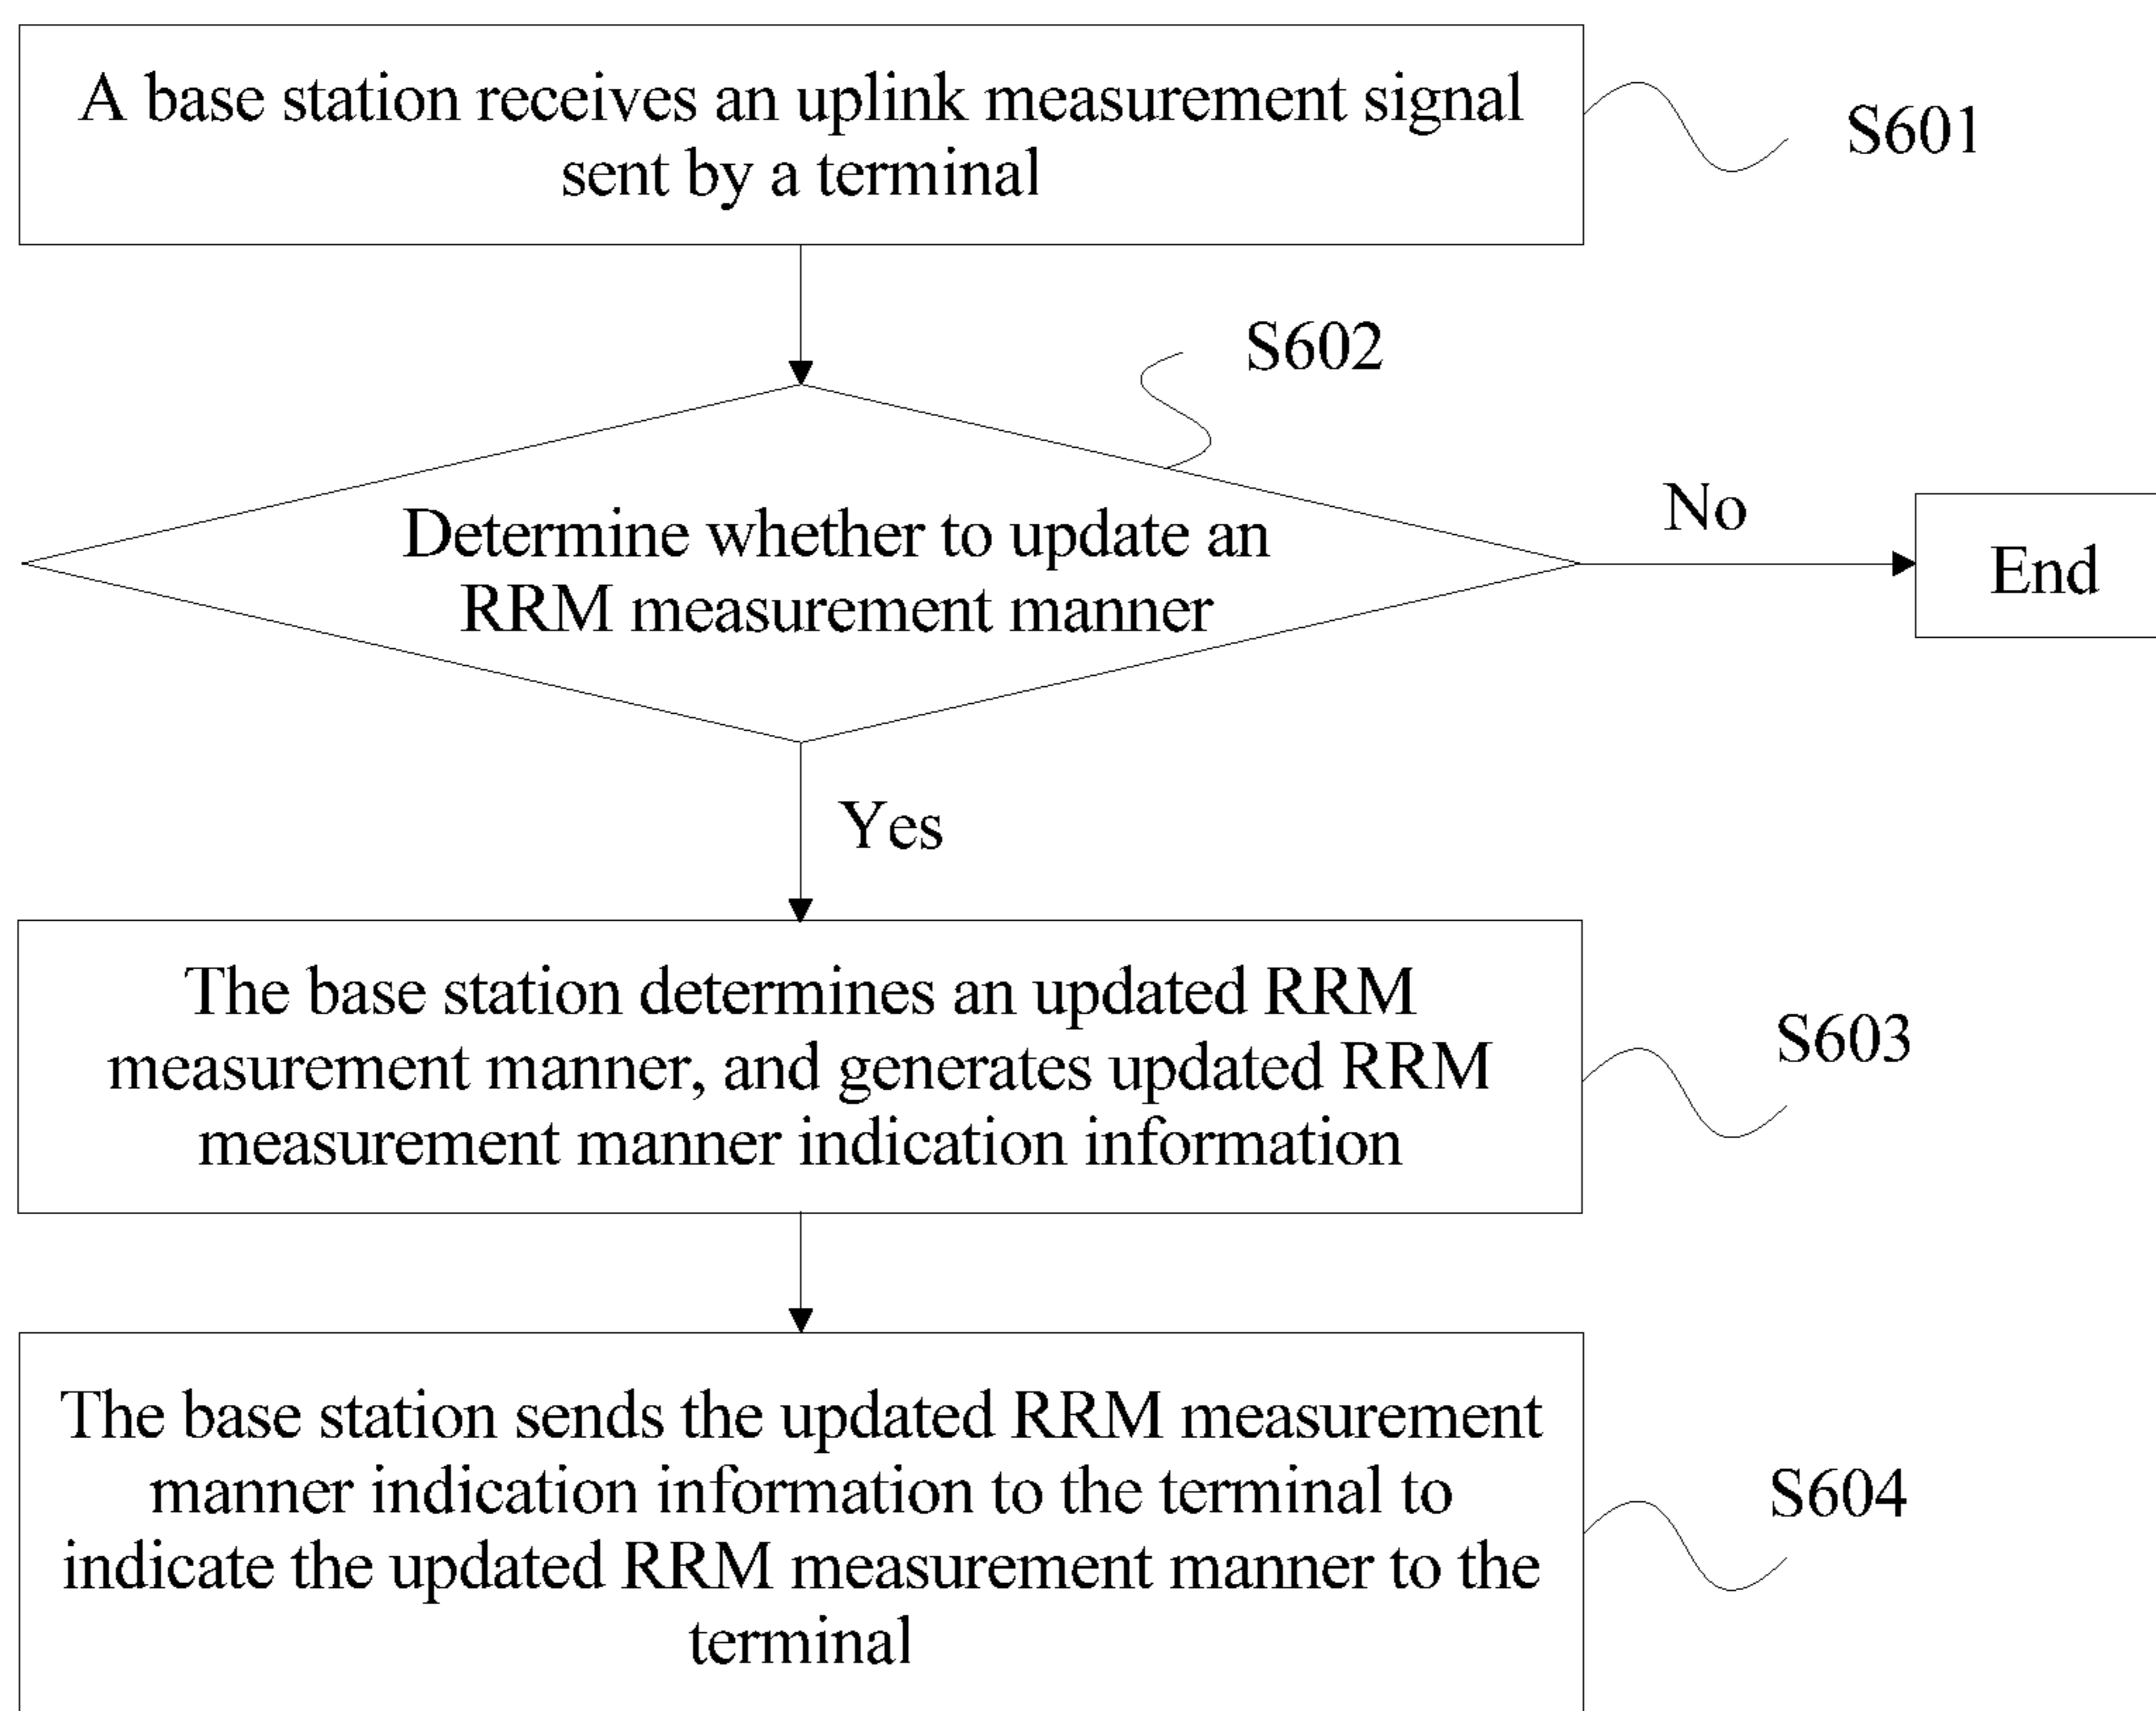 A base station receives an uplink measurement signal
sent by a terminal
S601
S602
Determine whether to update an
RRM measurement manner
No
End
Yes
The base station determines an updated RRM
measurement manner, and generates updated RRM
measurement manner indication information
S603
The base station sends the updated RRM measurement
manner indication information to the terminal to
indicate the updated RRM measurement manner to the
terminal
S604